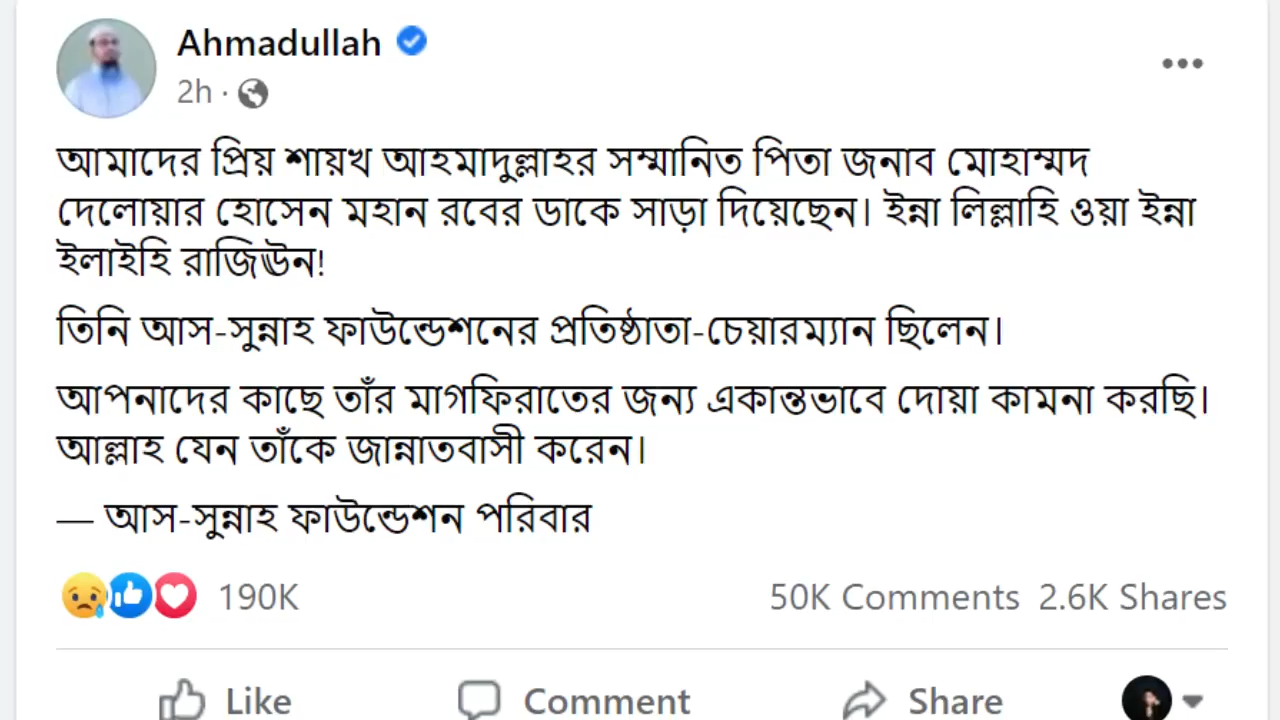 Ahmadullah
2h ·
আমাদের প্রিয় শায়খ আহমাদুল্লাহর সম্মানিত পিতা জনাব মোহাম্মদ
দেলোয়ার হোসেন মহান রবের ডাকে সাড়া দিয়েছেন। ইন্না লিল্লাহি ওয়া ইন্না
ইলাইহি রাজিঊন!
তিনি আস-সুন্নাহ ফাউন্ডেশনের প্রতিষ্ঠাতা-চেয়ারম্যান ছিলেন।
আপনাদের কাছে তাঁর মাগফিরাতের জন্য একান্তভাবে দোয়া কামনা করছি।
আল্লাহ যেন তাঁকে জান্নাতবাসী করেন।
— আস-সুন্নাহ ফাউন্ডেশন পরিবার
190K 50K Comments 2.6K Shares
Like Comment Share